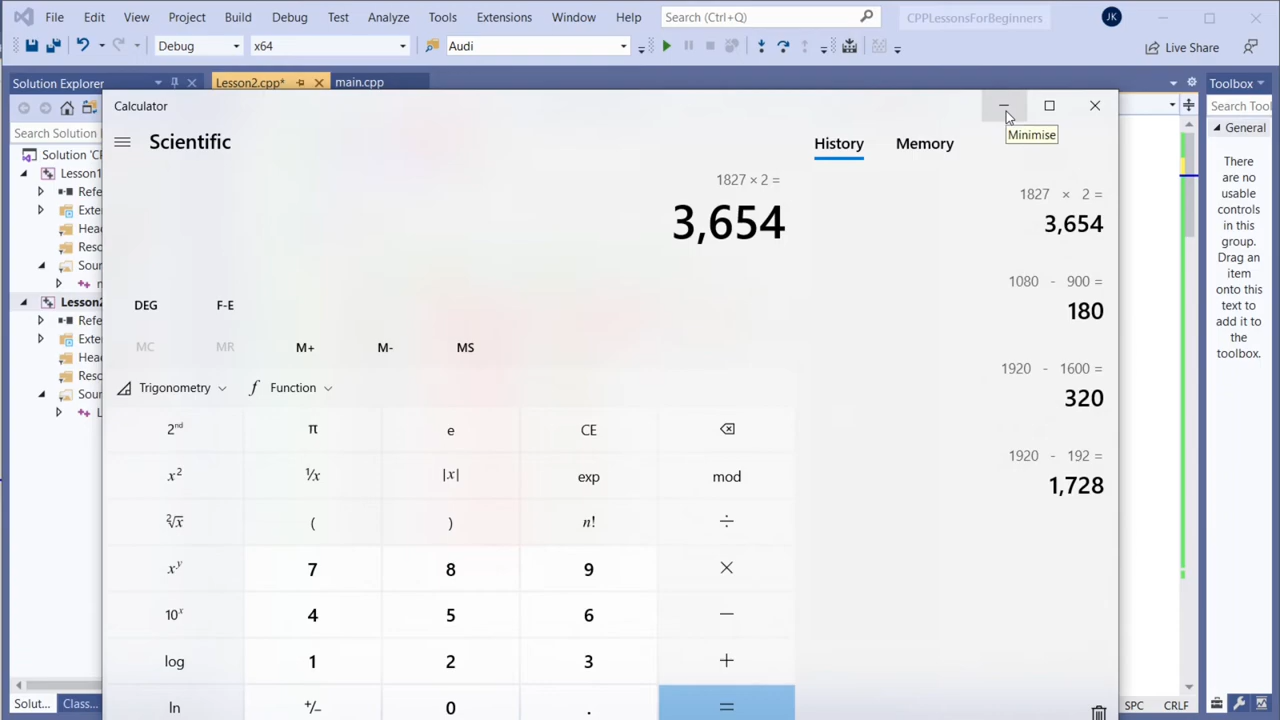 File Edit View Project Build Debug Test Analyze Tools Extensions Window Help Search (Ctrl+Q) CPPLessonsForBeginners JK
Debug x64 Audi Live Share
Solution Explorer Lesson2.cpp* main.cpp Toolbox
Calculator
Search Solution Search Tool
Minimise
General
Scientific
History Memory
Solution 'CP
Lesson1
Refe
Exter
Head
Reso
Sour
Lesson2
Refe
Exter
Head
Reso
Sour
L
1827 × 2 =
3,654
1827 × 2 =
3,654
1080 - 900 =
180
1920 - 1600 =
320
1920 - 192 =
1,728
There are no usable controls in this group. Drag an item onto this text to add it to the toolbox.
DEG F-E
MC MR M+ M- MS
Trigonometry Function
2nd π e CE
x2 1/x |x| exp mod
2√x ( ) n! ÷
xy 7 8 9 ×
10x 4 5 6 −
log 1 2 3 +
ln +/− 0 . =
Solut... Class...
SPC CRLF